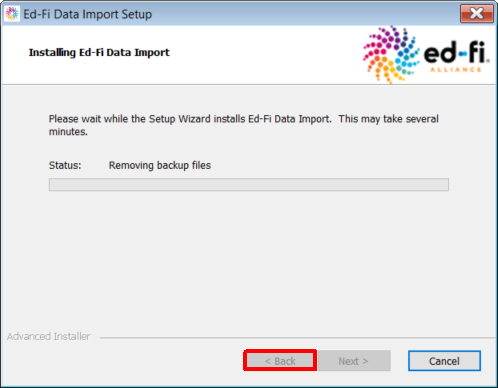 Ed-Fi Data Import Setup
Installing Ed-Fi Data Import
ed-fi
ALLIANCE
Please wait while the Setup Wizard installs Ed-Fi Data Import. This may take several
minutes.
Status: Removing backup files
Advanced Installer
< Back Next > Cancel